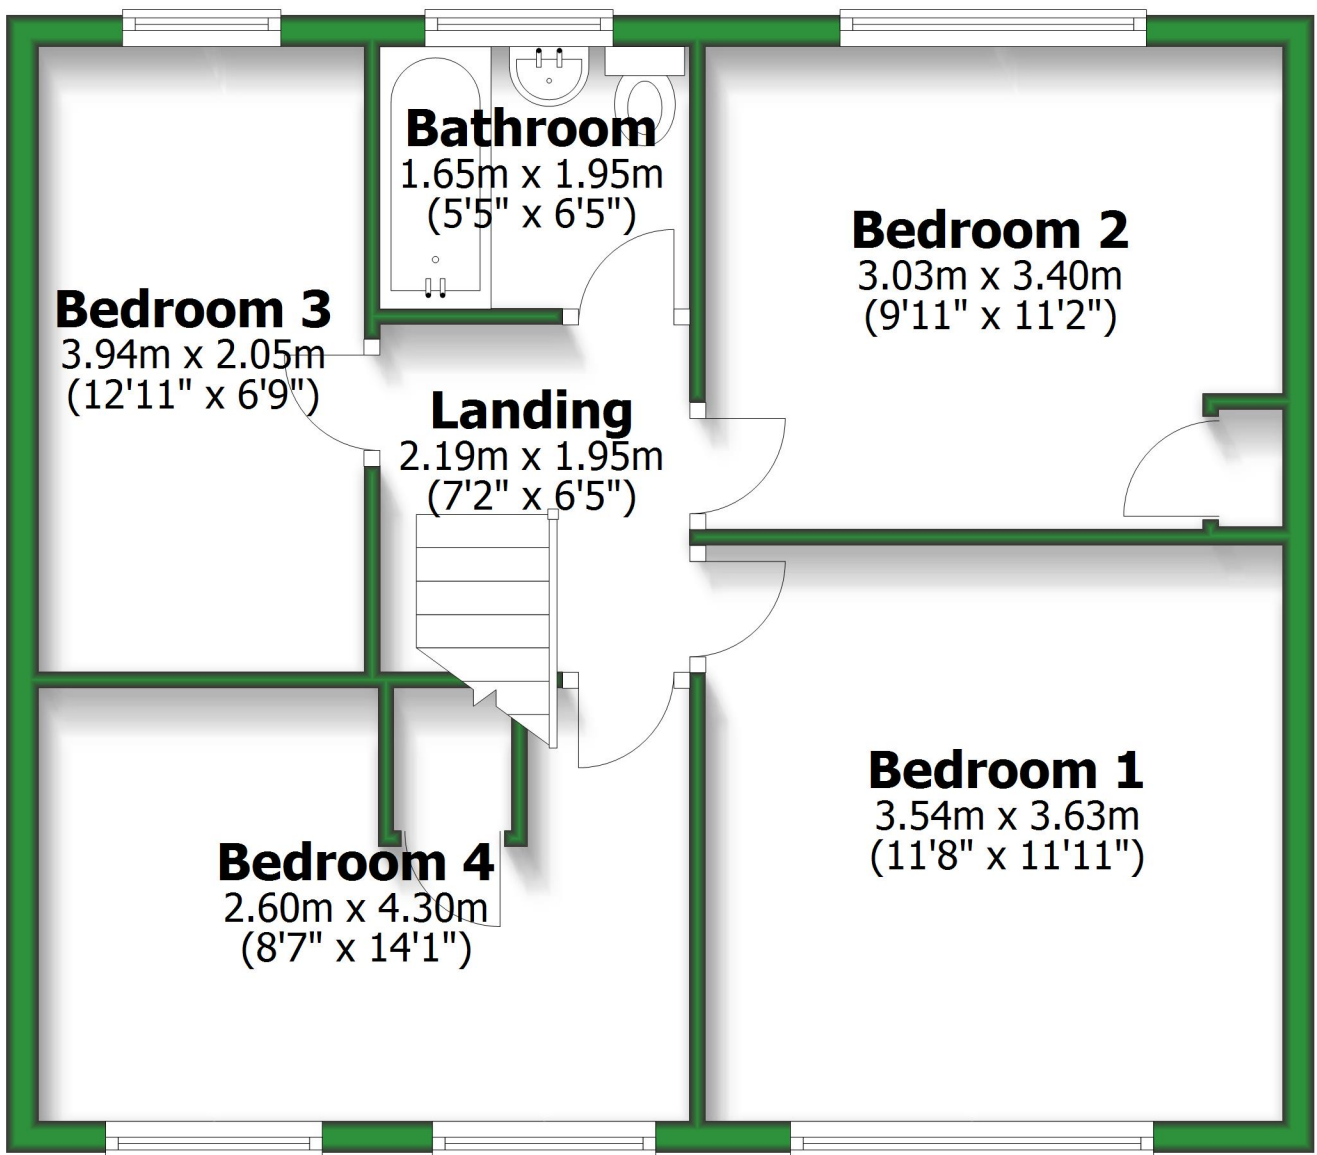 Bathroom
1.65m x 1.95m
(5'5" x 6'5")
Bedroom 2
3.03m x 3.40m
(9'11" x 11'2")
Bedroom 3
3.94m x 2.05m
(12'11" x 6'9")
Landing
2.19m x 1.95m
(7'2" x 6'5")
Bedroom 1
3.54m x 3.63m
(11'8" x 11'11")
Bedroom 4
2.60m x 4.30m
(8'7" x 14'1")